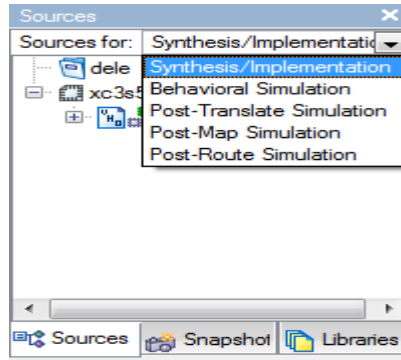 Sources
Sources for: Synthesis/Implementatic
dele Synthesis/Implementation
xc3s5 Behavioral Simulation
Post-Translate Simulation
Post-Map Simulation
Post-Route Simulation
Sources Snapshot Libraries